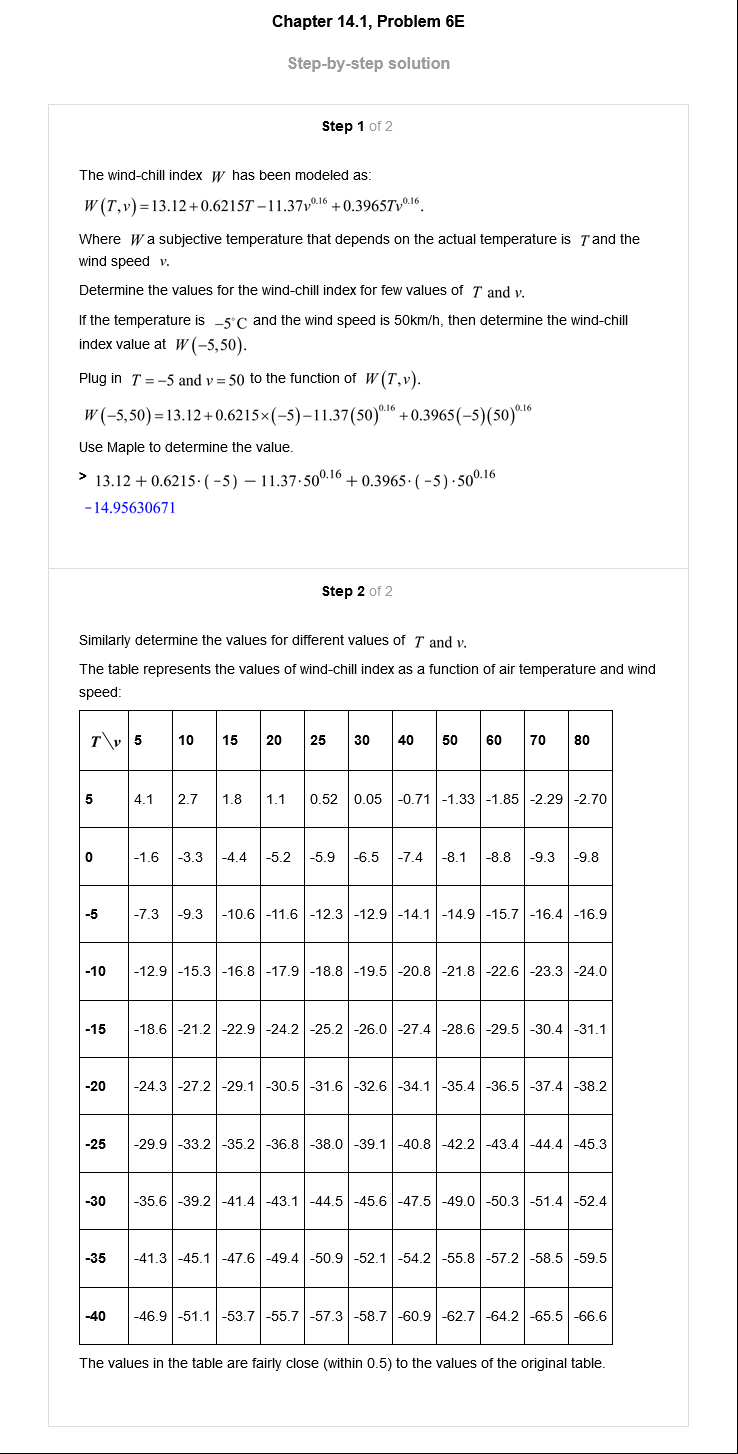 Chapter 14.1, Problem 6E
Step-by-step solution
Step 1 of 2
The wind-chill index W has been modeled as:
W(T,v)=13.12+0.6215T−11.37v^0.16+0.3965Tv^0.16.
Where W a subjective temperature that depends on the actual temperature is T and the
wind speed v.
Determine the values for the wind-chill index for few values of T and v.
If the temperature is −5°C and the wind speed is 50km/h, then determine the wind-chill
index value at W(−5,50).
Plug in T=−5 and v=50 to the function of W(T,v).
W(−5,50)=13.12+0.6215×(−5)−11.37(50)^0.16+0.3965(−5)(50)^0.16
Use Maple to determine the value.
> 13.12 + 0.6215·(−5) − 11.37·50^0.16 + 0.3965·(−5)·50^0.16
−14.95630671
Step 2 of 2
Similarly determine the values for different values of T and v.
The table represents the values of wind-chill index as a function of air temperature and wind
speed:
T\v 5 10 15 20 25 30 40 50 60 70 80
5 4.1 2.7 1.8 1.1 0.52 0.05 -0.71 -1.33 -1.85 -2.29 -2.70
0 -1.6 -3.3 -4.4 -5.2 -5.9 -6.5 -7.4 -8.1 -8.8 -9.3 -9.8
-5 -7.3 -9.3 -10.6 -11.6 -12.3 -12.9 -14.1 -14.9 -15.7 -16.4 -16.9
-10 -12.9 -15.3 -16.8 -17.9 -18.8 -19.5 -20.8 -21.8 -22.6 -23.3 -24.0
-15 -18.6 -21.2 -22.9 -24.2 -25.2 -26.0 -27.4 -28.6 -29.5 -30.4 -31.1
-20 -24.3 -27.2 -29.1 -30.5 -31.6 -32.6 -34.1 -35.4 -36.5 -37.4 -38.2
-25 -29.9 -33.2 -35.2 -36.8 -38.0 -39.1 -40.8 -42.2 -43.4 -44.4 -45.3
-30 -35.6 -39.2 -41.4 -43.1 -44.5 -45.6 -47.5 -49.0 -50.3 -51.4 -52.4
-35 -41.3 -45.1 -47.6 -49.4 -50.9 -52.1 -54.2 -55.8 -57.2 -58.5 -59.5
-40 -46.9 -51.1 -53.7 -55.7 -57.3 -58.7 -60.9 -62.7 -64.2 -65.5 -66.6
The values in the table are fairly close (within 0.5) to the values of the original table.